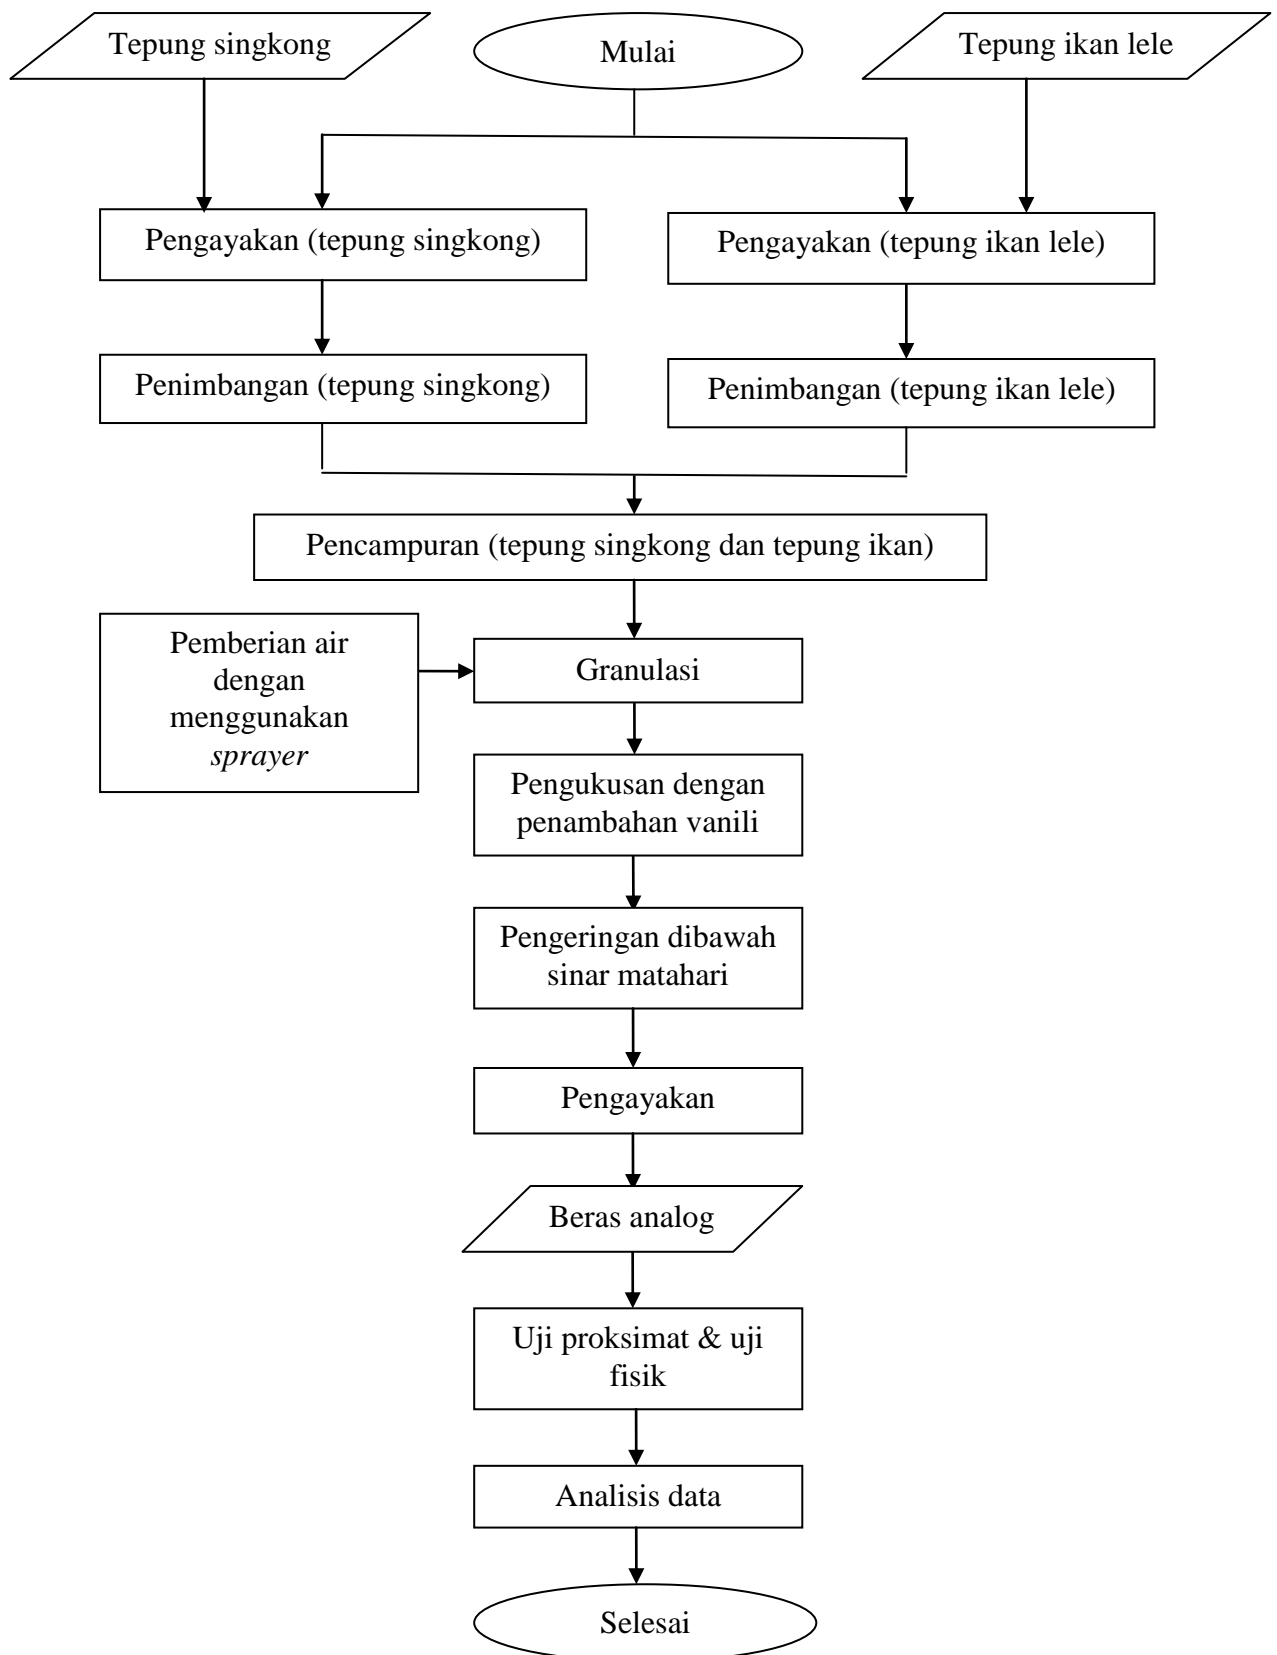 Tepung singkong
Mulai
Tepung ikan lele
Pengayakan (tepung singkong)
Pengayakan (tepung ikan lele)
Penimbangan (tepung singkong)
Penimbangan (tepung ikan lele)
Pencampuran (tepung singkong dan tepung ikan)
Pemberian air
dengan
menggunakan
sprayer
Granulasi
Pengukusan dengan
penambahan vanili
Pengeringan dibawah
sinar matahari
Pengayakan
Beras analog
Uji proksimat & uji
fisik
Analisis data
Selesai